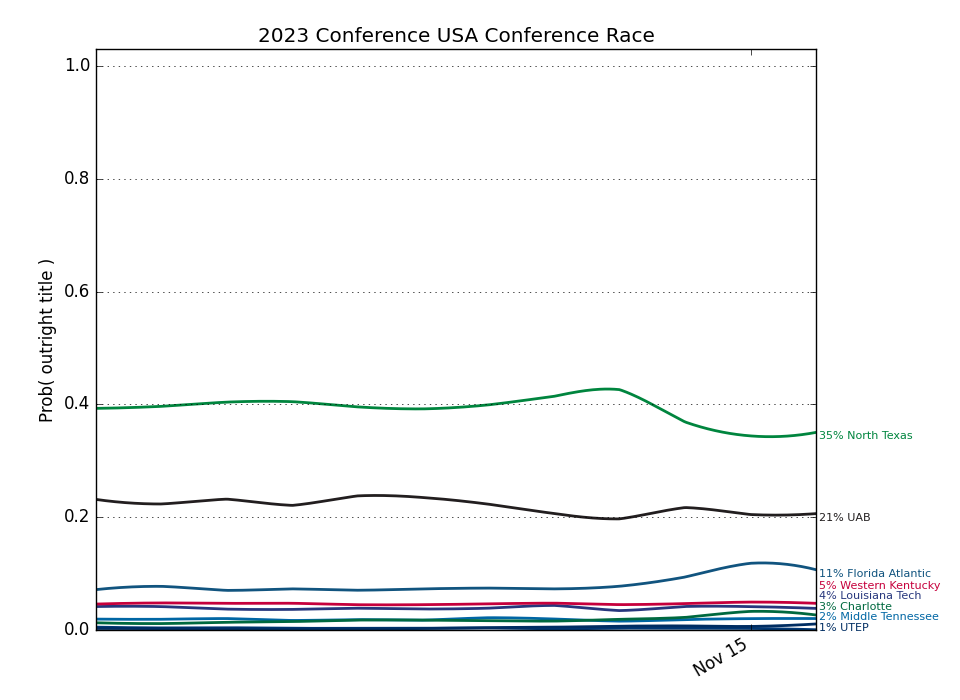 2023 Conference USA Conference Race
Prob( outright title )
1.0
0.8
0.6
0.4
0.2
0.0
35% North Texas
21% UAB
11% Florida Atlantic
5% Western Kentucky
4% Louisiana Tech
3% Charlotte
2% Middle Tennessee
1% UTEP
Nov 15